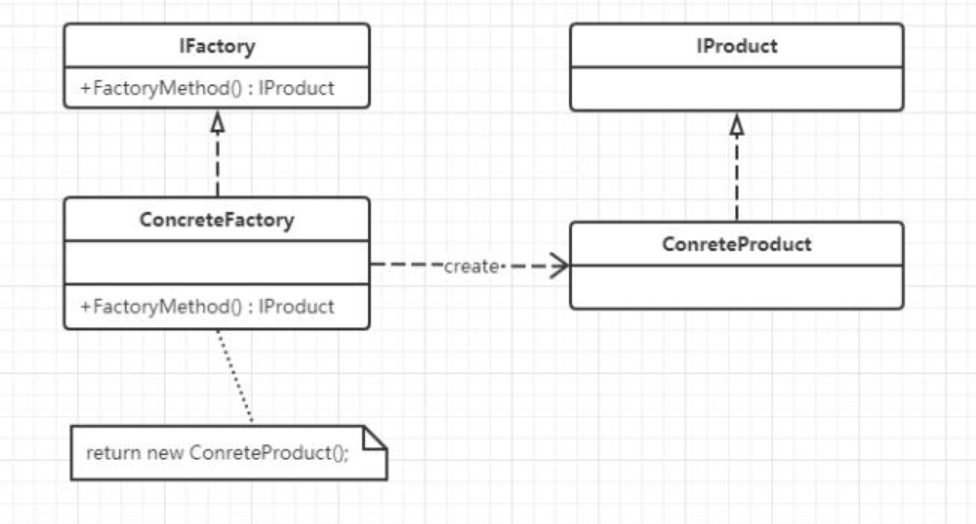 IFactory
+FactoryMethod() : IProduct
IProduct
ConcreteFactory
+FactoryMethod() : IProduct
create
ConreteProduct
return new ConreteProduct();